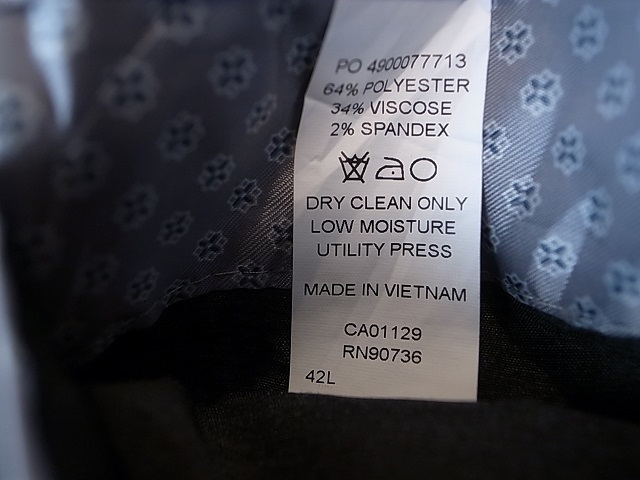 PO 4900077713
64% POLYESTER
34% VISCOSE
2% SPANDEX
DRY CLEAN ONLY
LOW MOISTURE
UTILITY PRESS
MADE IN VIETNAM
CA01129
RN90736
42L